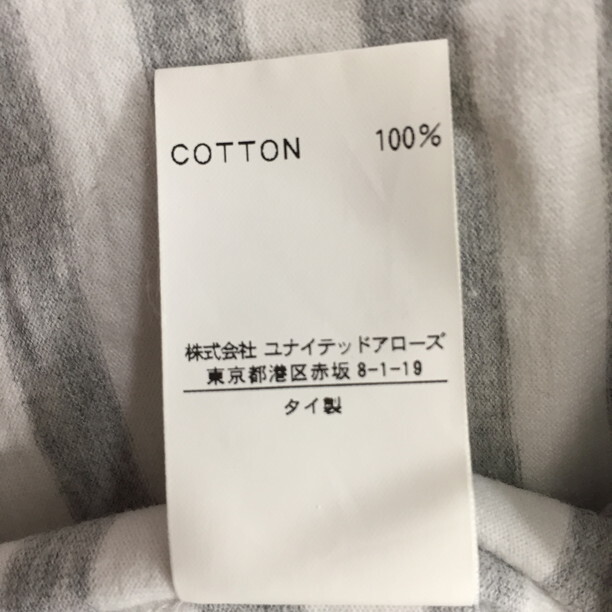 COTTON 100%
株式会社 ユナイテッドアローズ
東京都港区赤坂 8-1-19
タイ製